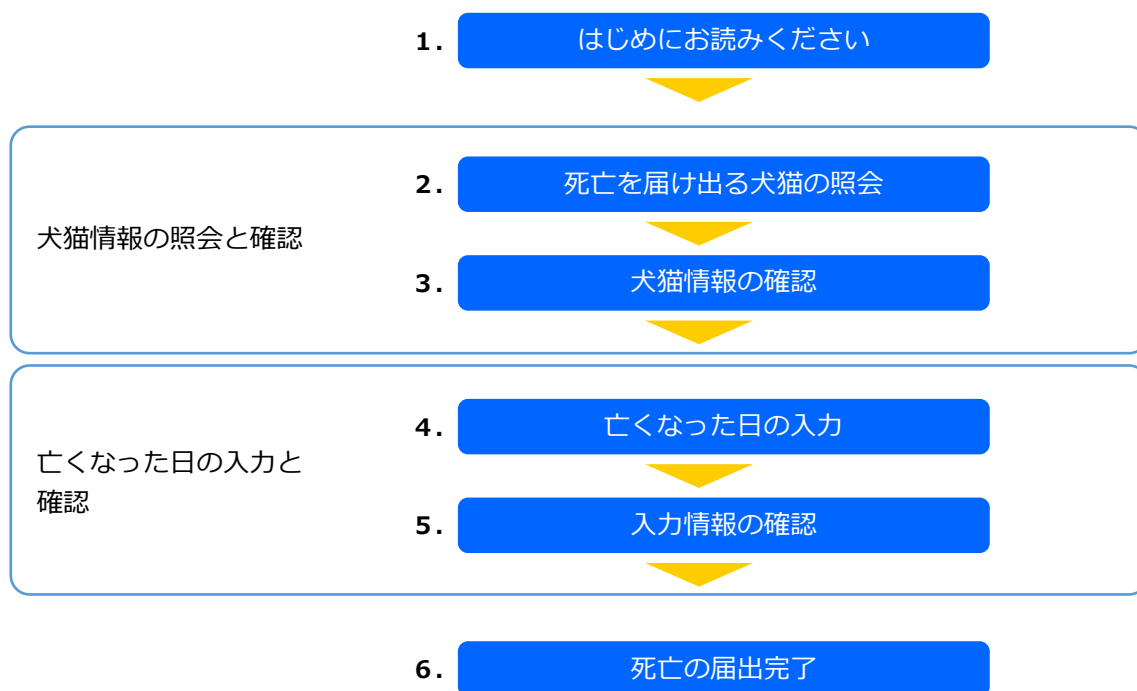 1. はじめにお読みください
犬猫情報の照会と確認
2. 死亡を届け出る犬猫の照会
3. 犬猫情報の確認
亡くなった日の入力と
確認
4. 亡くなった日の入力
5. 入力情報の確認
6. 死亡の届出完了